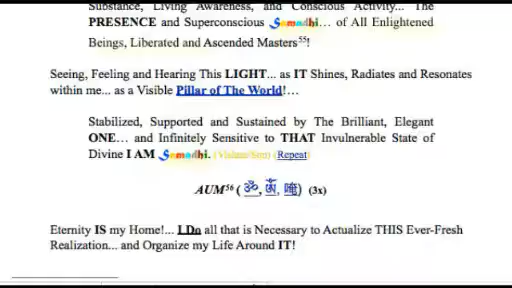 Substance, Living Awareness, and Conscious Activity... The
PRESENCE and Superconscious Samadhi... of All Enlightened
Beings, Liberated and Ascended Masters55!
Seeing, Feeling and Hearing This LIGHT... as IT Shines, Radiates and Resonates
within me... as a Visible Pillar of The World!...
Stabilized, Supported and Sustained by The Brilliant, Elegant
ONE... and Infinitely Sensitive to THAT Invulnerable State of
Divine I AM Samadhi. (Repeat)
AUM56 (ॐ, ༀ, 唵) (3x)
Eternity IS my Home!... I Do all that is Necessary to Actualize THIS Ever-Fresh
Realization... and Organize my Life Around IT!